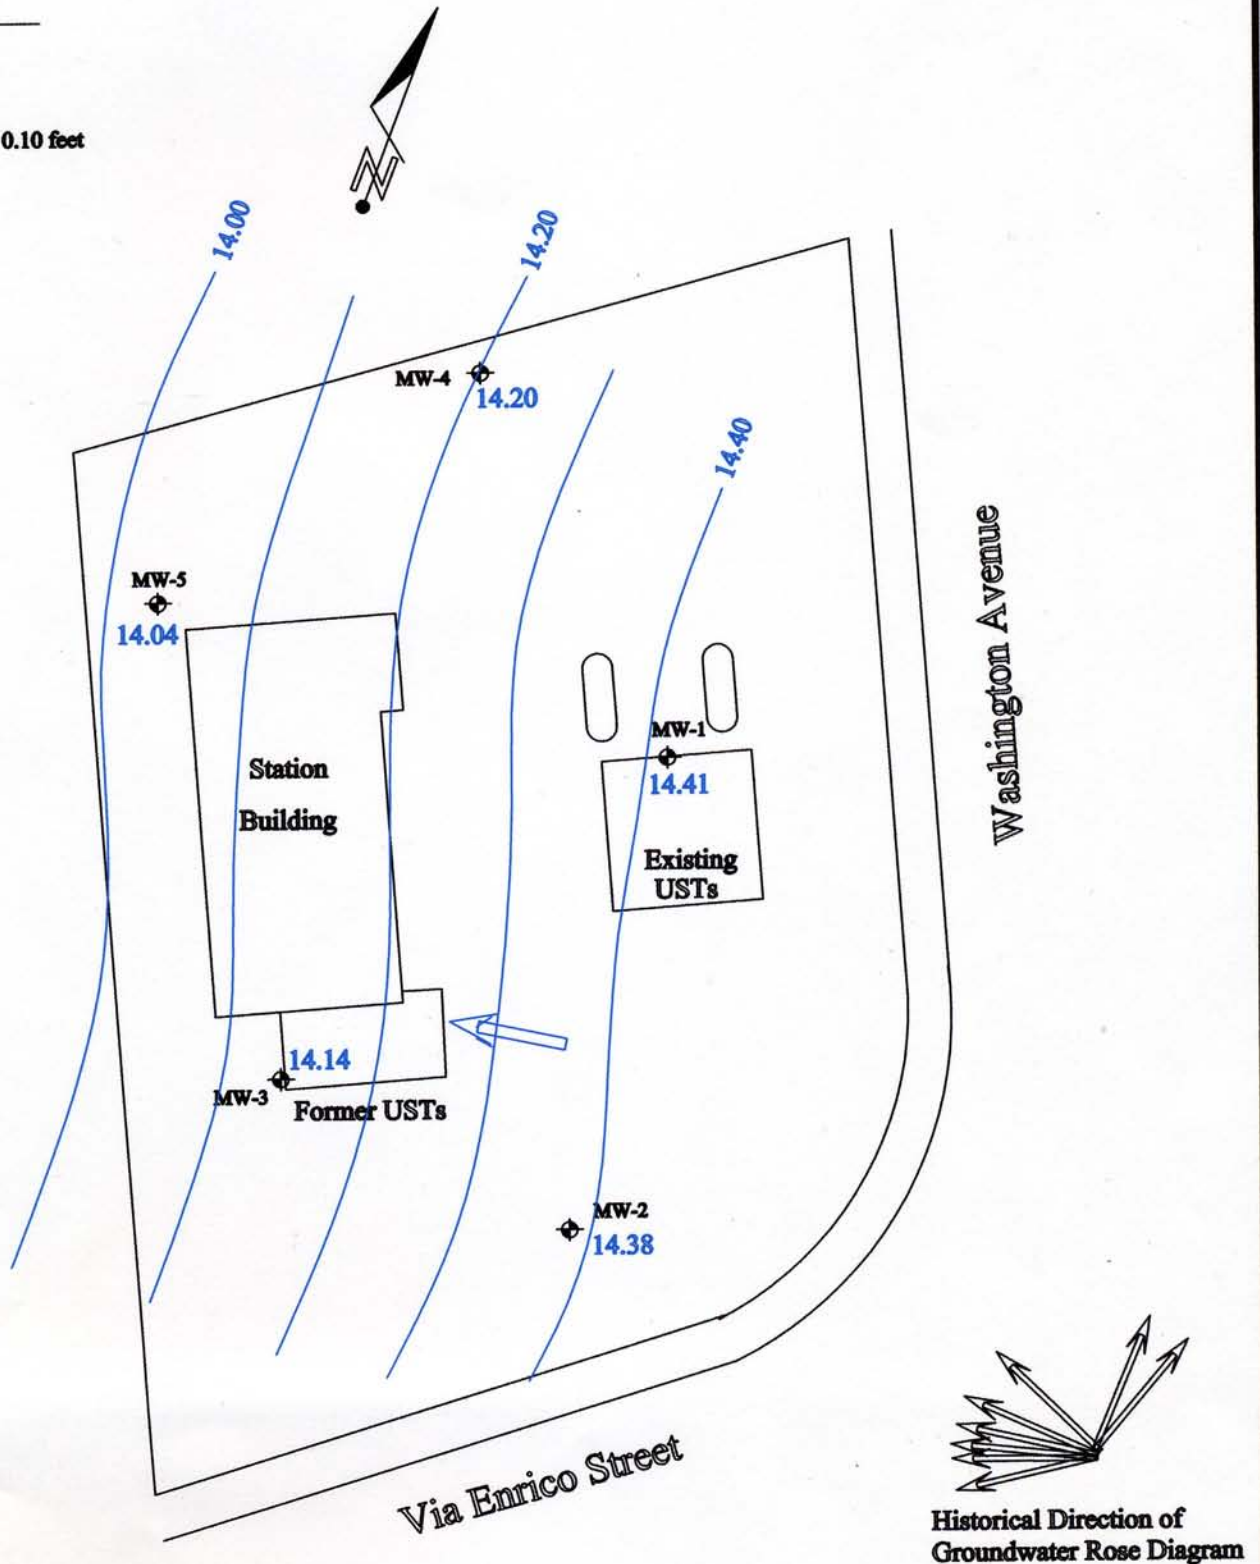 0.10 feet
N
14.00
14.20
14.40
MW-4
14.20
MW-5
14.04
Station
Building
MW-1
14.41
Existing
USTs
14.14
MW-3
Former USTs
MW-2
14.38
Washington Avenue
Via Enrico Street
Historical Direction of
Groundwater Rose Diagram